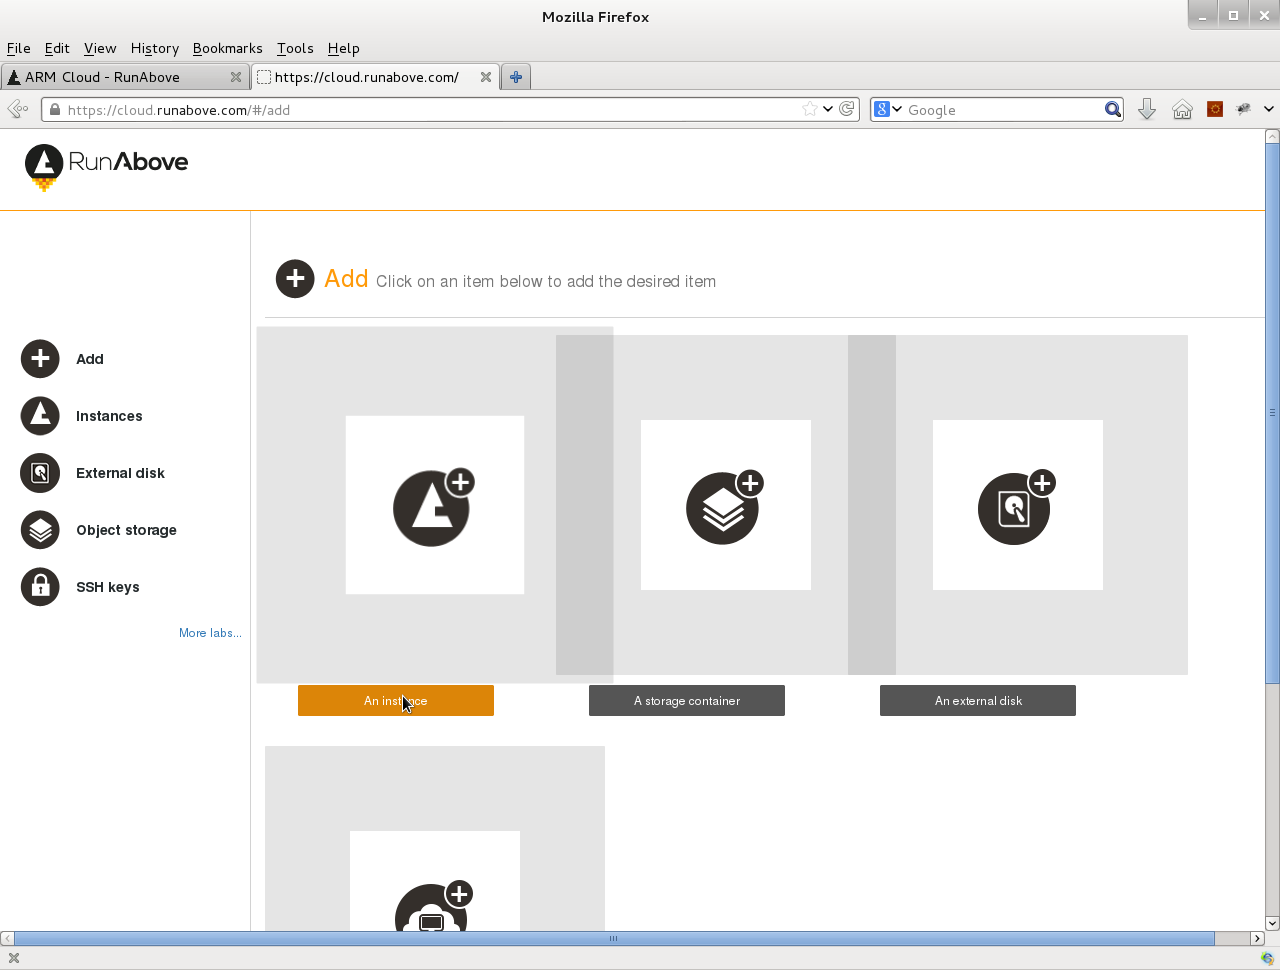 Mozilla Firefox
File Edit View History Bookmarks Tools Help
ARM Cloud - RunAbove
https://cloud.runabove.com/
https://cloud.runabove.com/#/add
Google
RunAbove
Add Click on an item below to add the desired item
Add
Instances
External disk
Object storage
SSH keys
More labs...
An instance
A storage container
An external disk